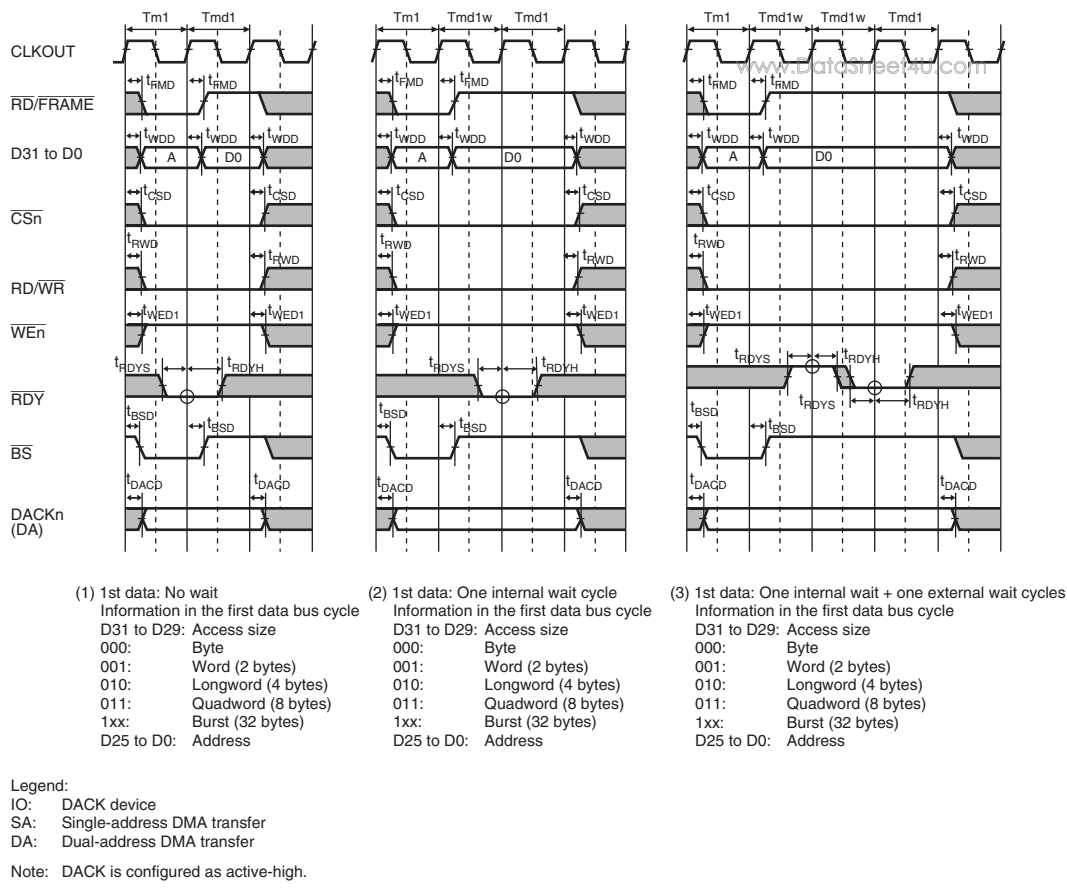 Tm1 Tmd1 Tm1 Tmd1w Tmd1 Tm1 Tmd1w Tmd1w Tmd1
CLKOUT
www.DataSheet4U.com
tFMD tFMD tFMD tFMD tFMD tFMD
RD/FRAME
tWDD tWDD tWDD tWDD tWDD tWDD tWDD tWDD tWDD
D31 to D0 A D0 A D0 A D0
tCSD tCSD tCSD tCSD tCSD tCSD
CSn
tRWD tRWD tRWD tRWD tRWD tRWD
RD/WR
tWED1 tWED1 tWED1 tWED1 tWED1 tWED1
WEn
tRDYS tRDYH tRDYS tRDYH tRDYS tRDYH
RDY
tRDYS tRDYH
tBSD tBSD tBSD tBSD tBSD tBSD
BS
tDACD tDACD tDACD tDACD tDACD tDACD
DACKn
(DA)
(1) 1st data: No wait
Information in the first data bus cycle
D31 to D29: Access size
000: Byte
001: Word (2 bytes)
010: Longword (4 bytes)
011: Quadword (8 bytes)
1xx: Burst (32 bytes)
D25 to D0: Address
(2) 1st data: One internal wait cycle
Information in the first data bus cycle
D31 to D29: Access size
000: Byte
001: Word (2 bytes)
010: Longword (4 bytes)
011: Quadword (8 bytes)
1xx: Burst (32 bytes)
D25 to D0: Address
(3) 1st data: One internal wait + one external wait cycles
Information in the first data bus cycle
D31 to D29: Access size
000: Byte
001: Word (2 bytes)
010: Longword (4 bytes)
011: Quadword (8 bytes)
1xx: Burst (32 bytes)
D25 to D0: Address
Legend:
IO: DACK device
SA: Single-address DMA transfer
DA: Dual-address DMA transfer
Note: DACK is configured as active-high.